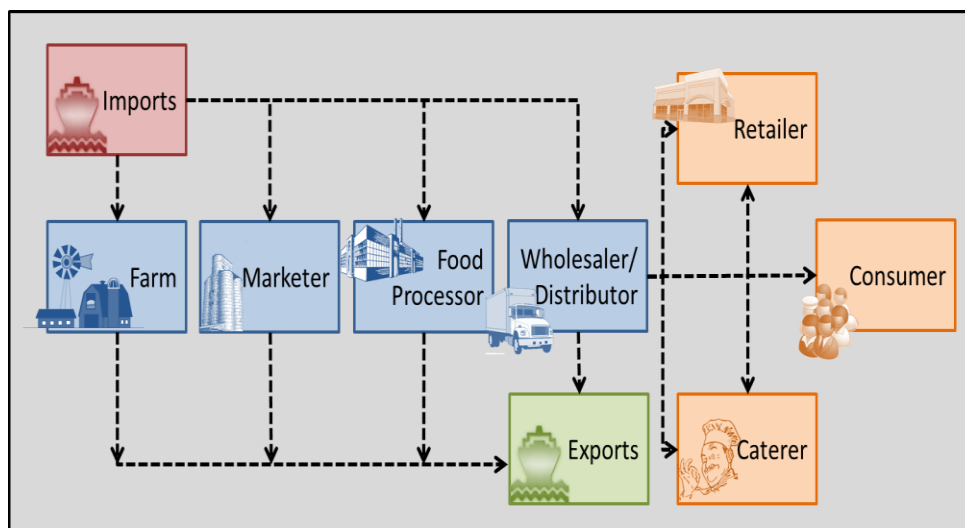 Imports
Retailer
Farm
Marketer
Food
Processor
Wholesaler/
Distributor
Consumer
Exports
Caterer